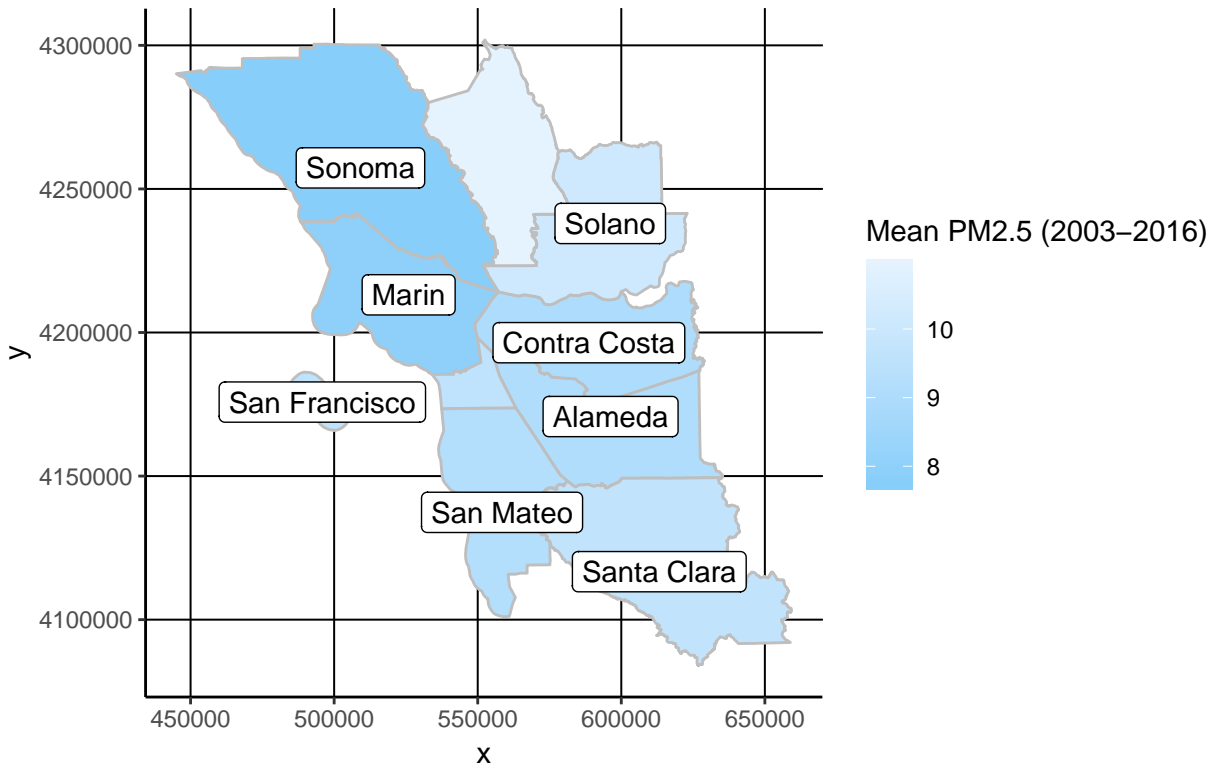 4300000
4250000
4200000
4150000
4100000
y
Sonoma
Solano
Marin
Contra Costa
San Francisco
Alameda
San Mateo
Santa Clara
450000 500000 550000 600000 650000
x
Mean PM2.5 (2003−2016)
10
9
8